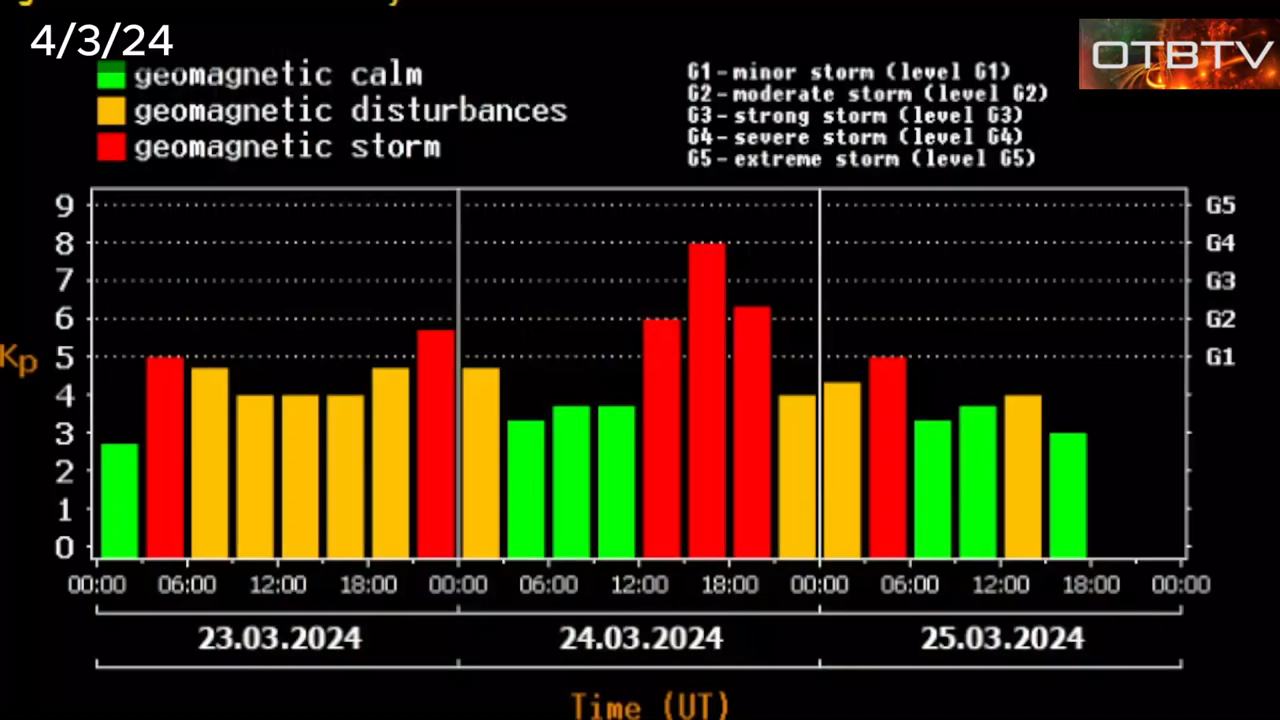 4/3/24
OTBTV
geomagnetic calm
geomagnetic disturbances
geomagnetic storm
G1-minor storm (level G1)
G2-moderate storm (level G2)
G3-strong storm (level G3)
G4-severe storm (level G4)
G5-extreme storm (level G5)
9 G5
8 G4
7 G3
6 G2
Kp 5 G1
4
3
2
1
0
00:00 06:00 12:00 18:00 00:00 06:00 12:00 18:00 00:00 06:00 12:00 18:00 00:00
23.03.2024 24.03.2024 25.03.2024
Time (UT)